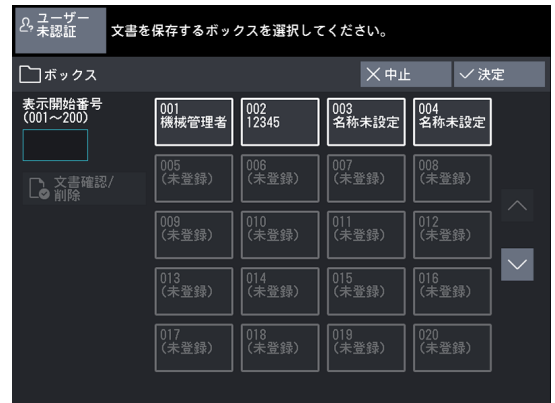 ユーザー
未認証
文書を保存するボックスを選択してください。
ボックス
中止
決定
表示開始番号
(001～200)
文書確認/
削除
001
機械管理者
002
12345
003
名称未設定
004
名称未設定
005
(未登録)
006
(未登録)
007
(未登録)
008
(未登録)
009
(未登録)
010
(未登録)
011
(未登録)
012
(未登録)
013
(未登録)
014
(未登録)
015
(未登録)
016
(未登録)
017
(未登録)
018
(未登録)
019
(未登録)
020
(未登録)